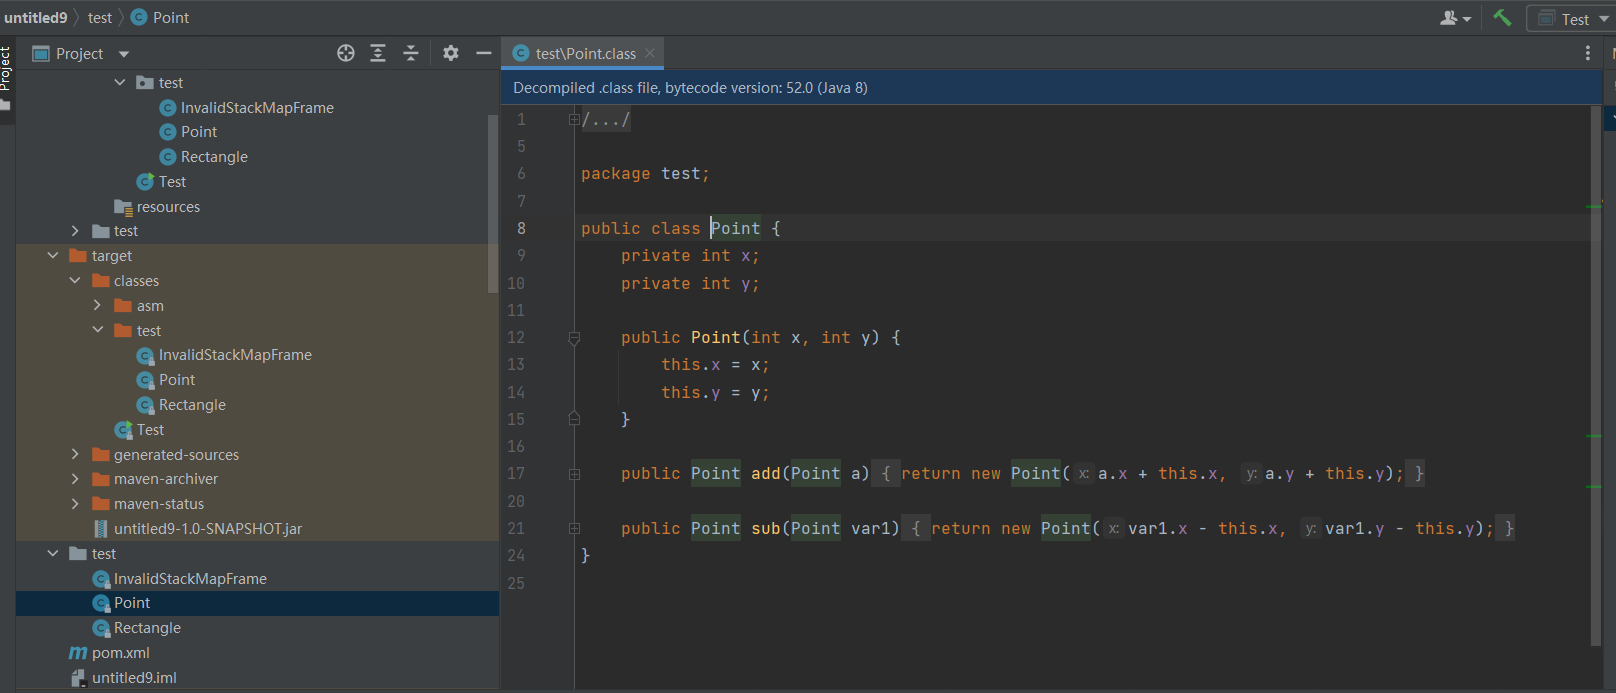 untitled9 test Point
Test
Project
Project
test
InvalidStackMapFrame
Point
Rectangle
Test
resources
test
target
classes
asm
test
InvalidStackMapFrame
Point
Rectangle
Test
generated-sources
maven-archiver
maven-status
untitled9-1.0-SNAPSHOT.jar
test
InvalidStackMapFrame
Point
Rectangle
pom.xml
untitled9.iml
test\Point.class
Decompiled .class file, bytecode version: 52.0 (Java 8)
1 /.../
5
6 package test;
7
8 public class Point {
9 private int x;
10 private int y;
11
12 public Point(int x, int y) {
13 this.x = x;
14 this.y = y;
15 }
16
17 public Point add(Point a) { return new Point( x: a.x + this.x, y: a.y + this.y); }
20
21 public Point sub(Point var1) { return new Point( x: var1.x - this.x, y: var1.y - this.y); }
24 }
25